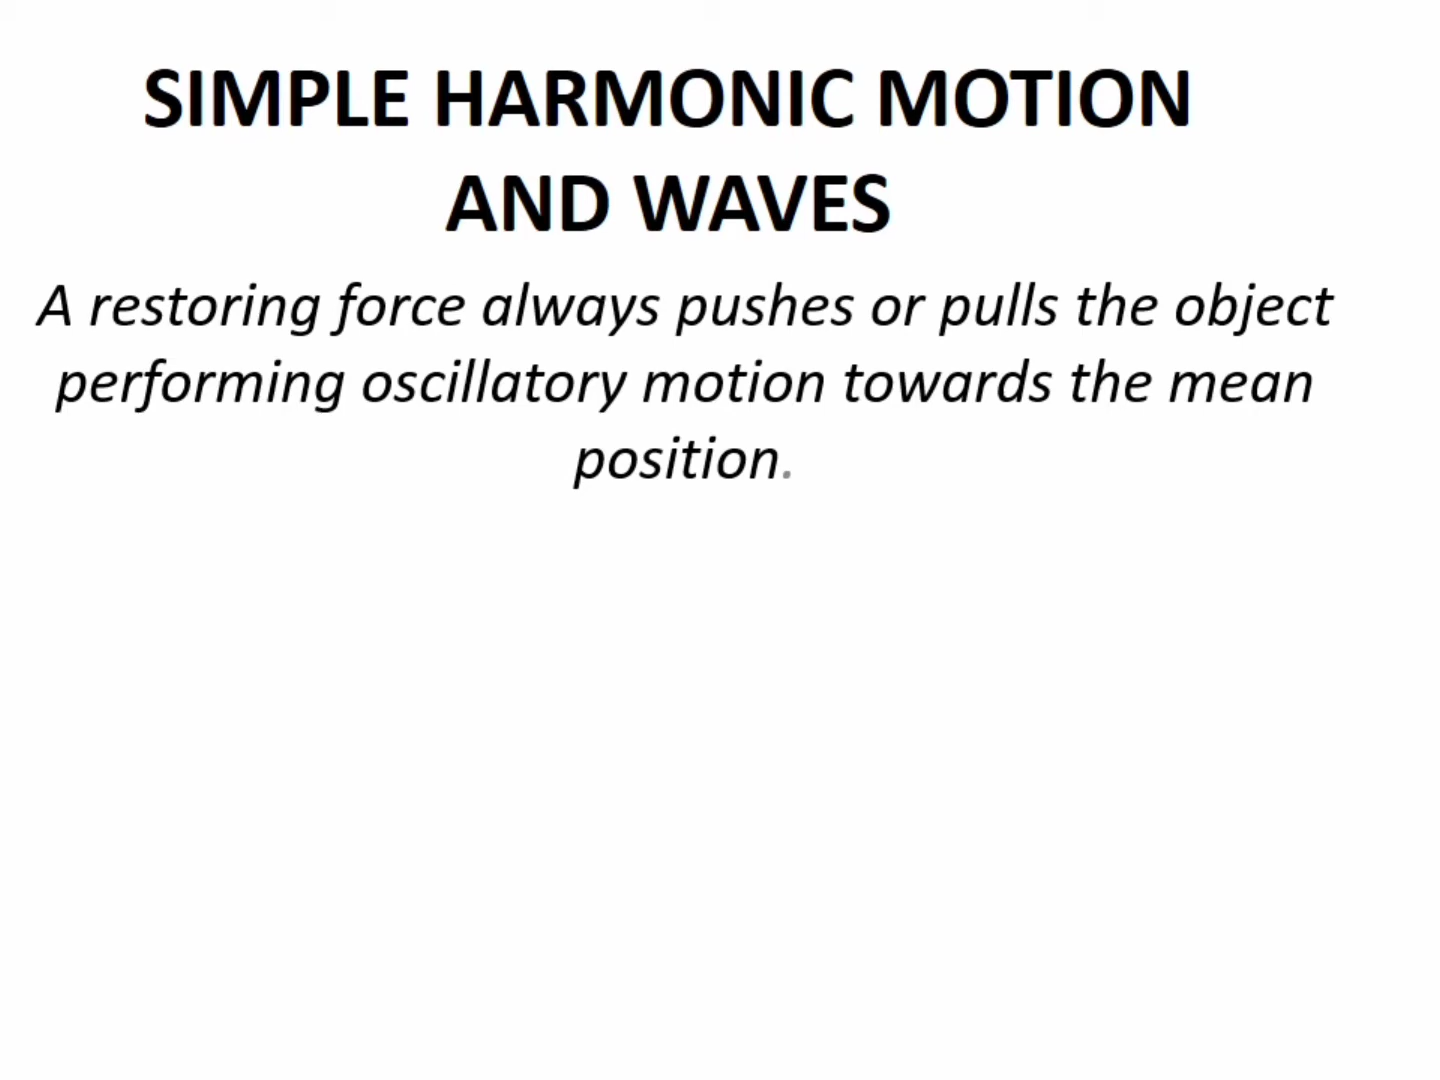 SIMPLE HARMONIC MOTION
AND WAVES
A restoring force always pushes or pulls the object
performing oscillatory motion towards the mean
position.